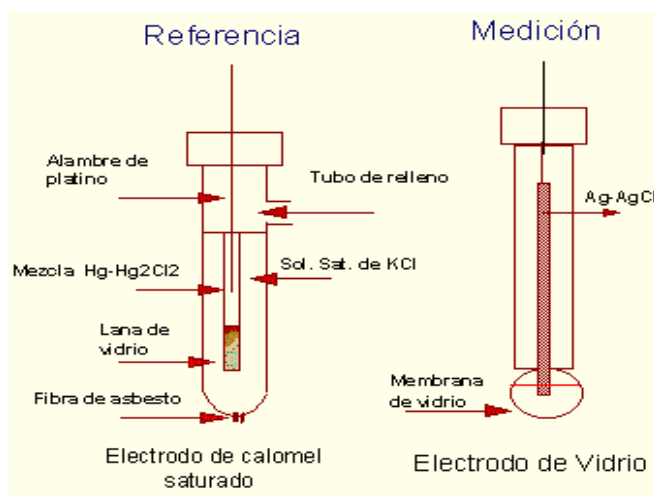 Referencia
Alambre de
platino
Tubo de relleno
Mezcla Hg-Hg2Cl2
Sol. Sat. de KCl
Lana de
vidrio
Fibra de asbesto
Electrodo de calomel
saturado
Medición
Ag-AgCl
Membrana
de vidrio
Electrodo de Vidrio